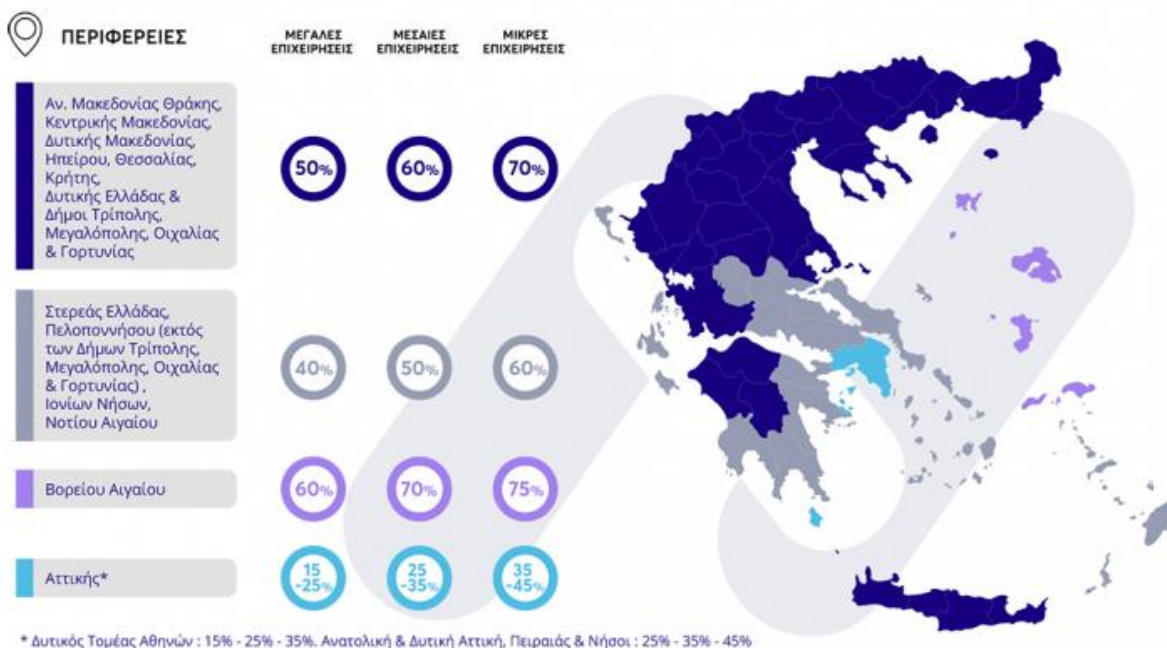 ΠΕΡΙΦΕΡΕΙΕΣ
ΜΕΓΑΛΕΣ
ΕΠΙΧΕΙΡΗΣΕΙΣ
ΜΕΣΑΙΕΣ
ΕΠΙΧΕΙΡΗΣΕΙΣ
ΜΙΚΡΕΣ
ΕΠΙΧΕΙΡΗΣΕΙΣ
Αν. Μακεδονίας Θράκης,
Κεντρικής Μακεδονίας,
Δυτικής Μακεδονίας,
Ηπείρου, Θεσσαλίας,
Κρήτης,
Δυτικής Ελλάδας &
Δήμοι Τρίπολης,
Μεγαλόπολης, Οιχαλίας
& Γορτυνίας
50%
60%
70%
Στερεάς Ελλάδας,
Πελοποννήσου (εκτός
των Δήμων Τρίπολης,
Μεγαλόπολης, Οιχαλίας
& Γορτυνίας) ,
Ιονίων Νήσων,
Νοτίου Αιγαίου
40%
50%
60%
Βορείου Αιγαίου
60%
70%
75%
Αττικής*
15
-25%
25
-35%
35
-45%
* Δυτικός Τομέας Αθηνών : 15% - 25% - 35%. Ανατολική & Δυτική Αττική, Πειραιάς & Νήσοι : 25% - 35% - 45%